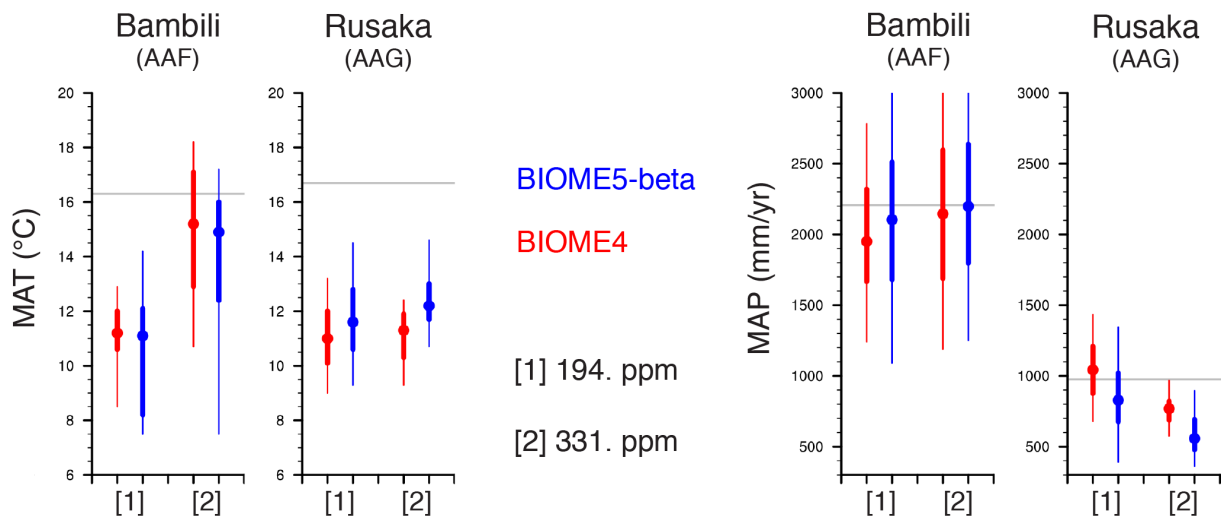 Bambili
(AAF)
Rusaka
(AAG)
Bambili
(AAF)
Rusaka
(AAG)
MAT (°C)
20
18
16
14
12
10
8
6
[1]
[2]
20
18
16
14
12
10
8
6
[1]
[2]
BIOME5-beta
BIOME4
[1] 194. ppm
[2] 331. ppm
MAP (mm/yr)
3000
2500
2000
1500
1000
500
[1]
[2]
3000
2500
2000
1500
1000
500
[1]
[2]